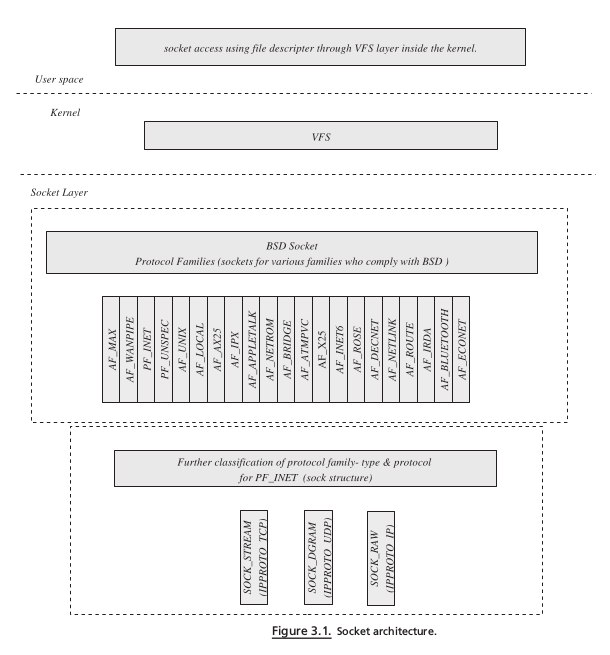 socket access using file descripter through VFS layer inside the kernel.
User space
Kernel
VFS
Socket Layer
BSD Socket
Protocol Families (sockets for various families who comply with BSD )
AF_MAX
AF_WANPIPE
PF_INET
PF_UNSPEC
AF_UNIX
AF_LOCAL
AF_AX25
AF_IPX
AF_APPLETALK
AF_NETROM
AF_BRIDGE
AF_ATMPVC
AF_X25
AF_INET6
AF_ROSE
AF_DECNET
AF_NETLINK
AF_ROUTE
AF_IRDA
AF_BLUETOOTH
AF_ECONET
Further classification of protocol family- type & protocol
for PF_INET (sock structure)
SOCK_STREAM
(IPPROTO_TCP)
SOCK_DGRAM
(IPPROTO_UDP)
SOCK_RAW
(IPPROTO_IP)
Figure 3.1. Socket architecture.